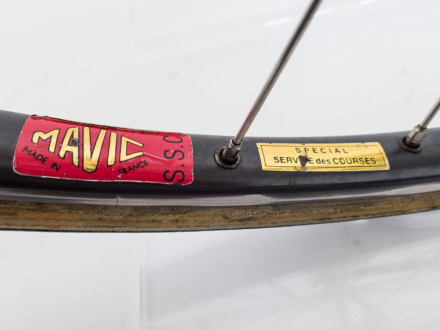 MAVIC
MADE IN FRANCE
S.S.C
SPECIAL
SERVICE des COURSES